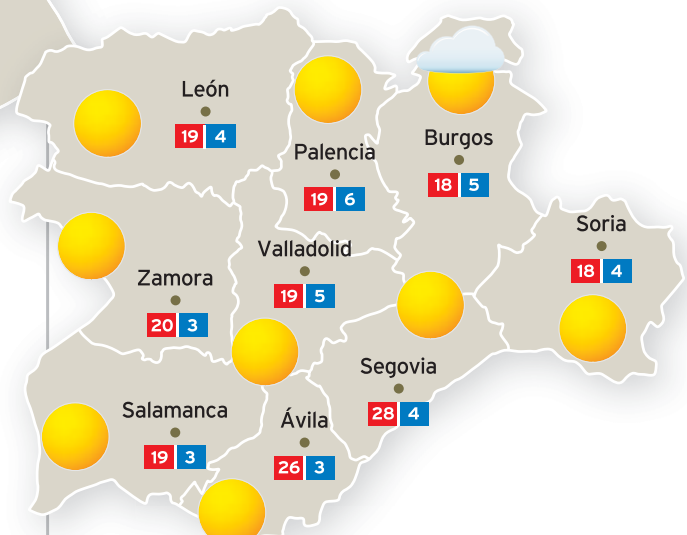 León
19 4
Palencia
19 6
Burgos
18 5
Soria
18 4
Valladolid
19 5
Zamora
20 3
Segovia
28 4
Salamanca
19 3
Ávila
26 3